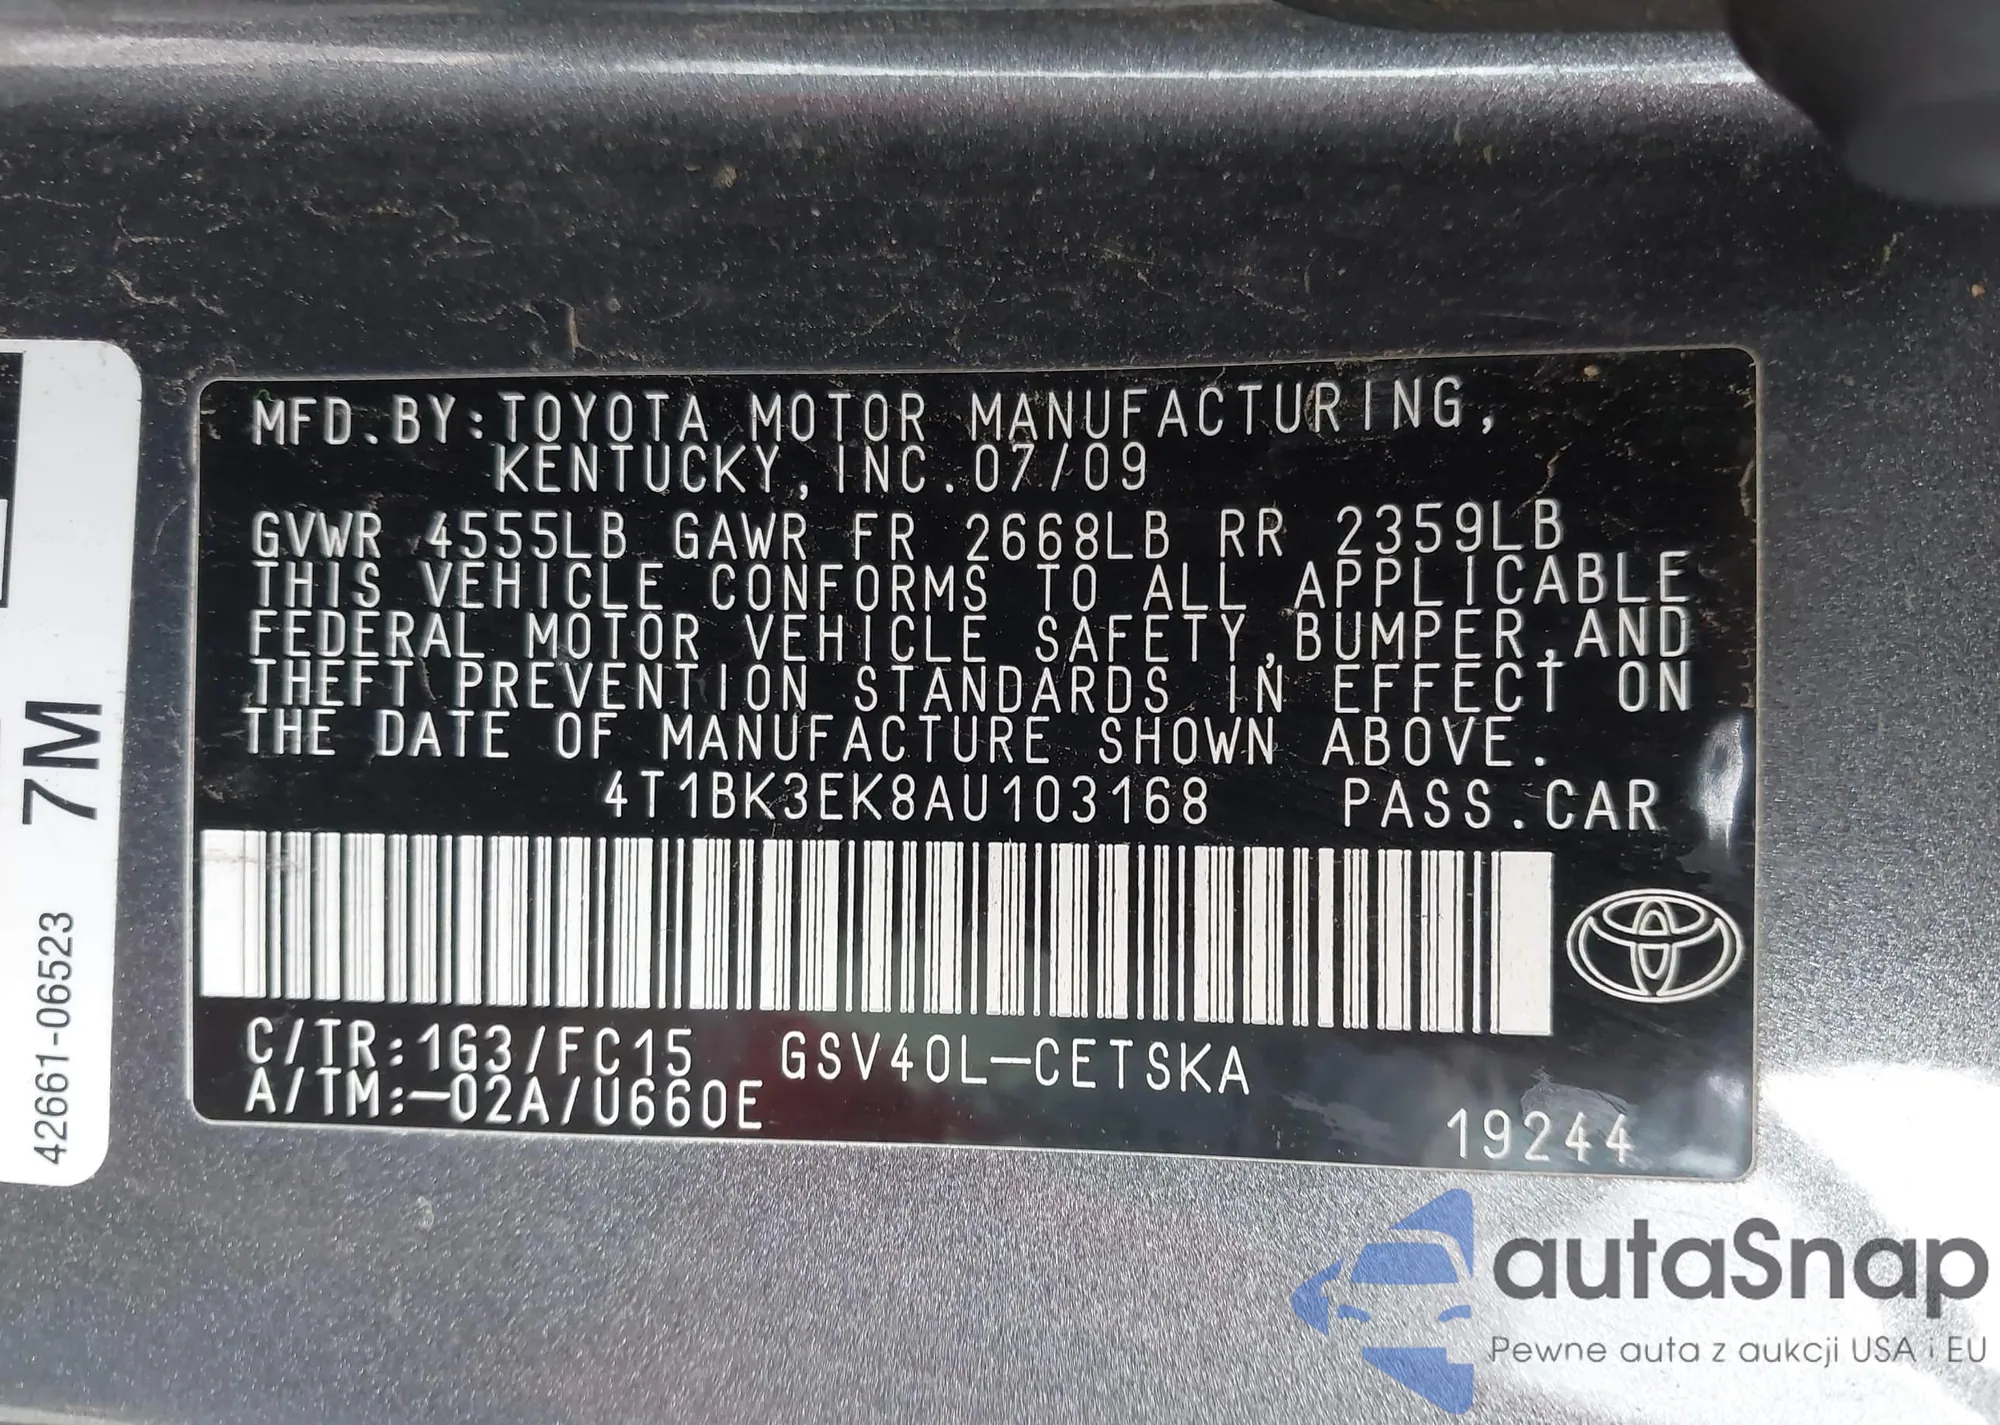 MFD.BY:TOYOTA MOTOR MANUFACTURING,
KENTUCKY,INC.07/09
GVWR 4555LB GAWR FR 2668LB RR 2359LB
THIS VEHICLE CONFORMS TO ALL APPLICABLE
FEDERAL MOTOR VEHICLE SAFETY,BUMPER,AND
THEFT PREVENTION STANDARDS IN EFFECT ON
THE DATE OF MANUFACTURE SHOWN ABOVE.
4T1BK3EK8AU103168 PASS.CAR
C/TR:1G3/FC15 GSV40L-CETSKA
A/TM:-02A/U660E
19244
42661-06523 7M
autaSnap
Pewne auta z aukcji USA i EU